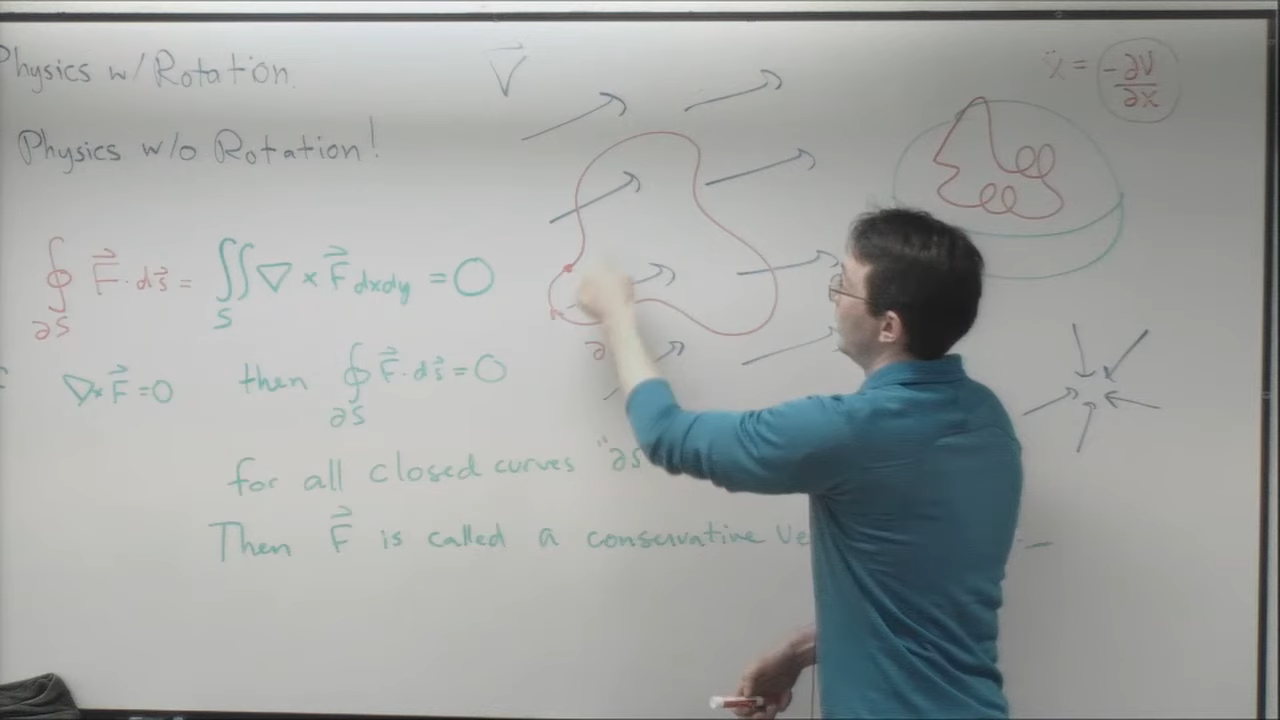 Physics w/ Rotation
Physics w/o Rotation!
∮ F⃗·ds⃗ = ∬ ∇ × F⃗ dxdy = 0
∂S S
∇×F⃗ = 0 then ∮ F⃗·ds⃗ = 0
∂S
for all closed curves "∂S
Then F⃗ is called a conservative Ve
V⃗
∂
= -∂V
∂x